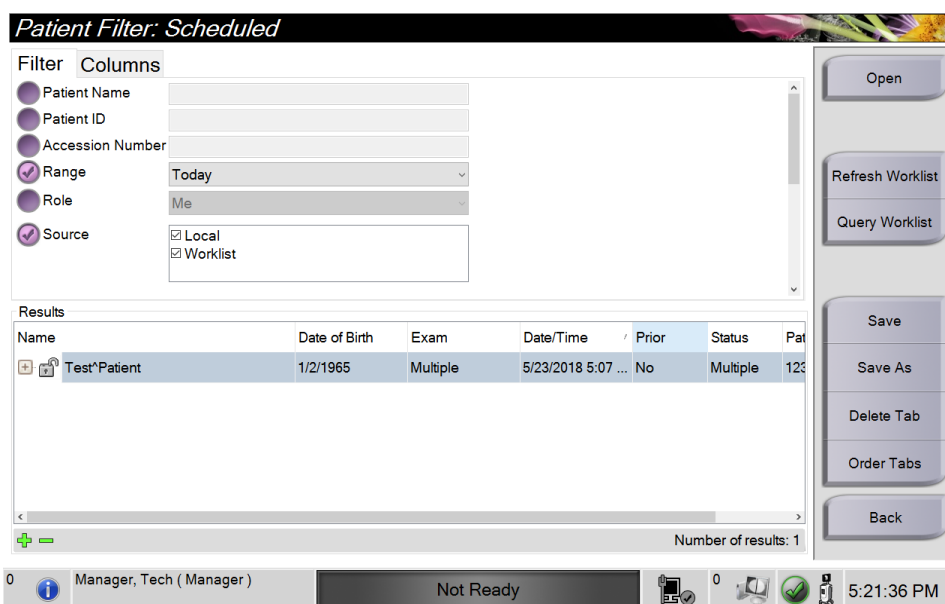 Patient Filter: Scheduled
Filter Columns
Patient Name
Patient ID
Accession Number
Range Today
Role Me
Source Local
Worklist
Open
Refresh Worklist
Query Worklist
Save
Save As
Delete Tab
Order Tabs
Back
Results
Name Date of Birth Exam Date/Time Prior Status Pat
Test^Patient 1/2/1965 Multiple 5/23/2018 5:07 ... No Multiple 123
Number of results: 1
0 Manager, Tech ( Manager ) Not Ready 0 5:21:36 PM